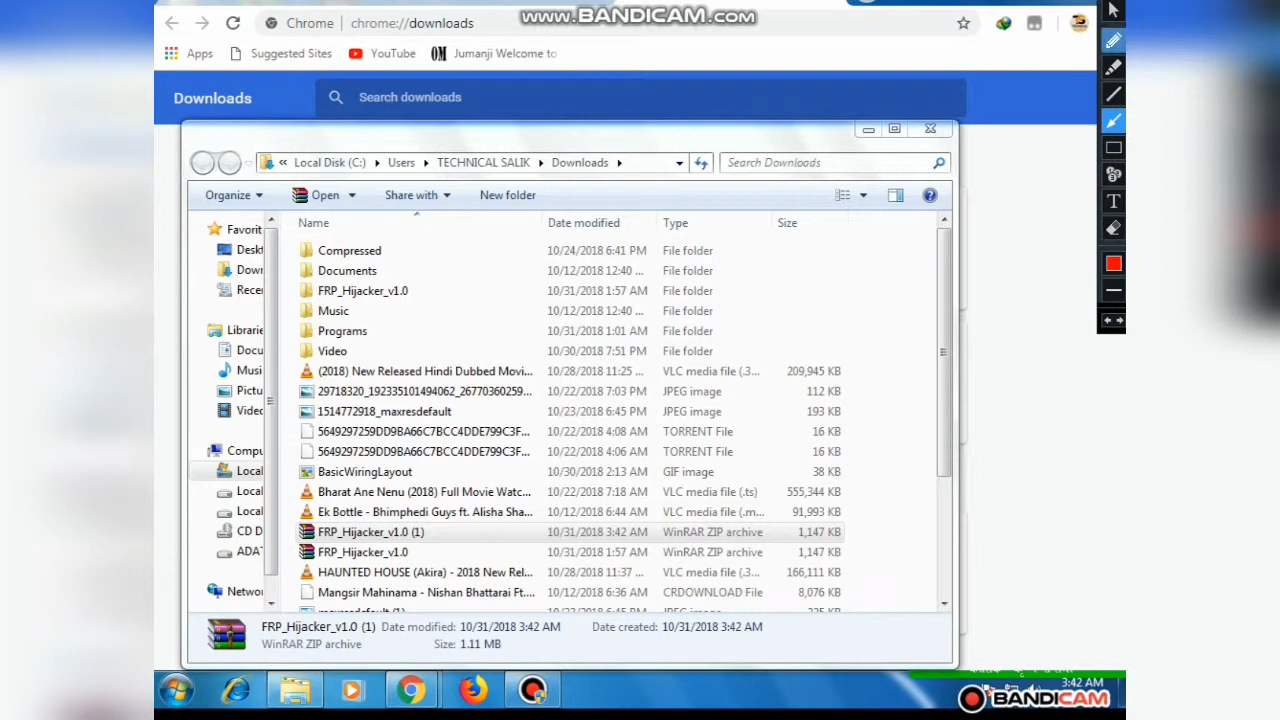 Chrome | chrome://downloads
www.BANDICAM.com
Apps Suggested Sites YouTube OM Jumanji Welcome to
Downloads Search downloads
« Local Disk (C:) Users TECHNICAL SALIK Downloads Search Downloads
Organize Open Share with New folder
Name Date modified Type Size
Favorit
Deskt
Down
Recen
Librarie
Docu
Musi
Pictu
Video
Compu
Local
Local
Local
CD D
ADA
Netwo
Compressed 10/24/2018 6:41 PM File folder
Documents 10/12/2018 12:40 ... File folder
FRP_Hijacker_v1.0 10/31/2018 1:57 AM File folder
Music 10/12/2018 12:40 ... File folder
Programs 10/31/2018 1:01 AM File folder
Video 10/30/2018 7:51 PM File folder
(2018) New Released Hindi Dubbed Movi... 10/28/2018 11:25 ... VLC media file (.3... 209,945 KB
29718320_192335101494062_26770360259... 10/22/2018 7:03 PM JPEG image 112 KB
1514772918_maxresdefault 10/23/2018 6:45 PM JPEG image 193 KB
5649297259DD9BA66C7BCC4DDE799C3F... 10/22/2018 4:08 AM TORRENT File 16 KB
5649297259DD9BA66C7BCC4DDE799C3F... 10/22/2018 4:06 AM TORRENT File 16 KB
BasicWiringLayout 10/30/2018 2:13 AM GIF image 38 KB
Bharat Ane Nenu (2018) Full Movie Watc... 10/22/2018 7:18 AM VLC media file (.ts) 555,344 KB
Ek Bottle - Bhimphedi Guys ft. Alisha Sha... 10/12/2018 6:44 AM VLC media file (.m... 91,993 KB
FRP_Hijacker_v1.0 (1) 10/31/2018 3:42 AM WinRAR ZIP archive 1,147 KB
FRP_Hijacker_v1.0 10/31/2018 1:57 AM WinRAR ZIP archive 1,147 KB
HAUNTED HOUSE (Akira) - 2018 New Rel... 10/28/2018 11:37 ... VLC media file (.3... 166,111 KB
Mangsir Mahinama - Nishan Bhattarai Ft.... 10/12/2018 6:36 AM CRDOWNLOAD File 8,076 KB
FRP_Hijacker_v1.0 (1) Date modified: 10/31/2018 3:42 AM Date created: 10/31/2018 3:42 AM
WinRAR ZIP archive Size: 1.11 MB
3:42 AM
BANDICAM